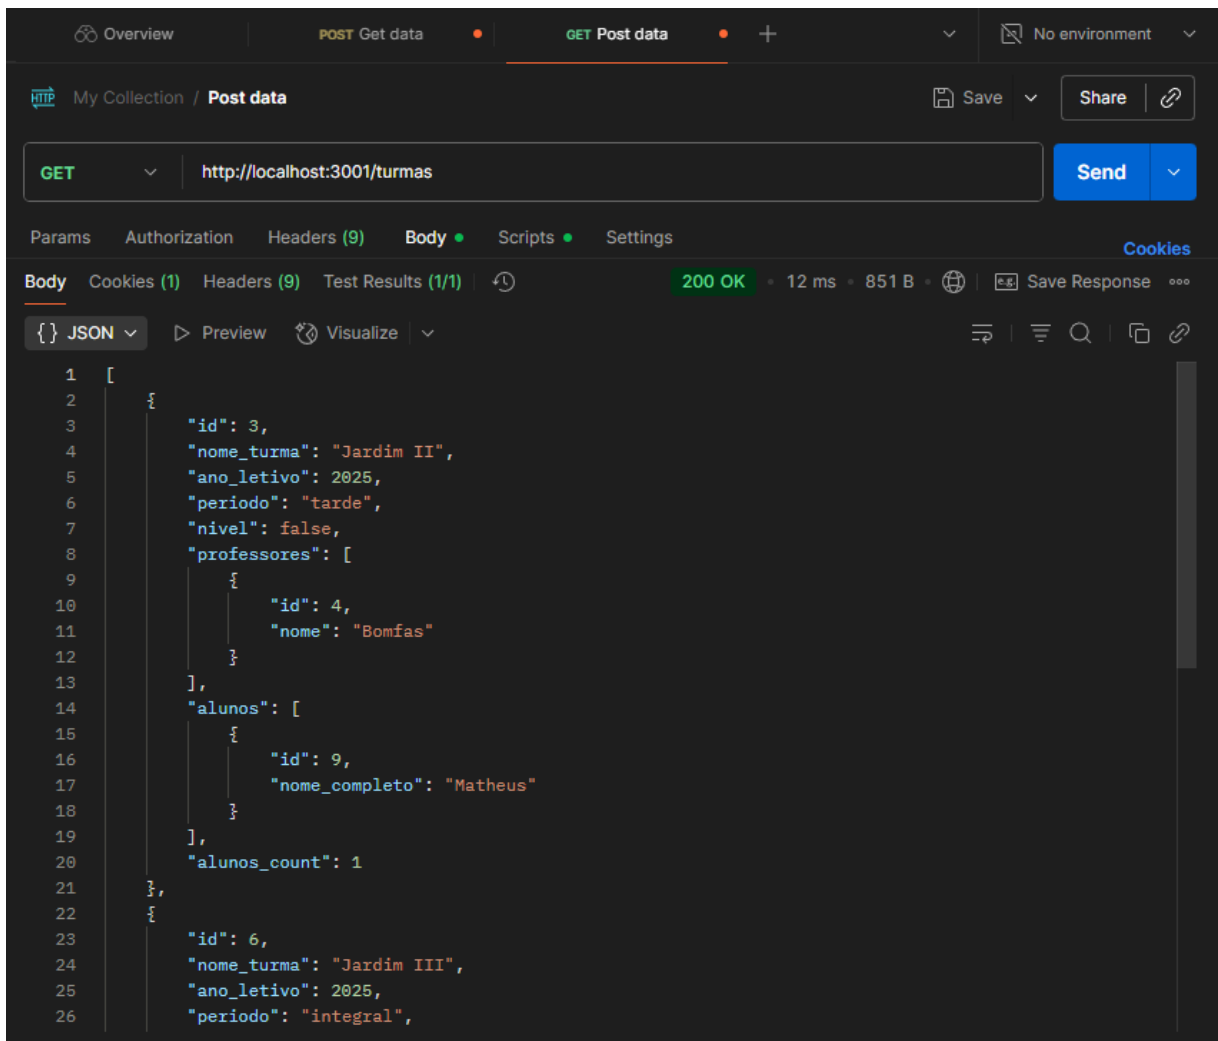 Overview POST Get data GET Post data No environment
HTTP My Collection / Post data Save Share
GET http://localhost:3001/turmas Send
Params Authorization Headers (9) Body Scripts Settings
Cookies
Body Cookies (1) Headers (9) Test Results (1/1) 200 OK 12 ms 851 B e.g. Save Response
{} JSON Preview Visualize
1 [
2 {
3 "id": 3,
4 "nome_turma": "Jardim II",
5 "ano_letivo": 2025,
6 "periodo": "tarde",
7 "nivel": false,
8 "professores": [
9 {
10 "id": 4,
11 "nome": "Bomfas"
12 }
13 ],
14 "alunos": [
15 {
16 "id": 9,
17 "nome_completo": "Matheus"
18 }
19 ],
20 "alunos_count": 1
21 },
22 {
23 "id": 6,
24 "nome_turma": "Jardim III",
25 "ano_letivo": 2025,
26 "periodo": "integral",